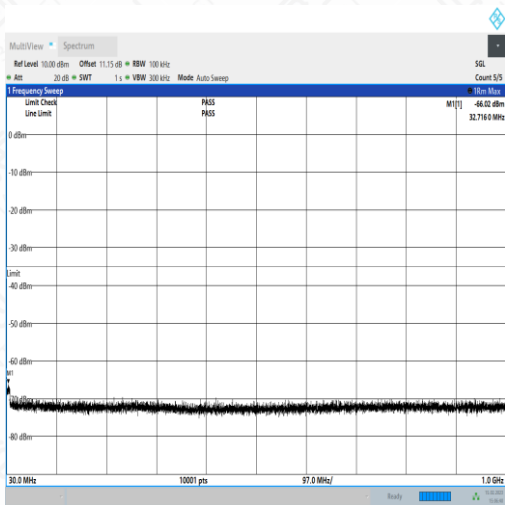 MultiView Spectrum
Ref Level 10.00 dBm Offset 11.15 dB RBW 100 kHz SGL
Att 20 dB SWT 1 s VBW 300 kHz Mode Auto Sweep Count 5/5
1 Frequency Sweep 1Rm Max
Limit Check PASS M1[1] -66.02 dBm
Line Limit PASS 32.716 0 MHz
0 dBm
-10 dBm
-20 dBm
-30 dBm
Limit
-40 dBm
-50 dBm
-60 dBm
M1
-70 dBm
-80 dBm
30.0 MHz 10001 pts 97.0 MHz/ 1.0 GHz
Ready